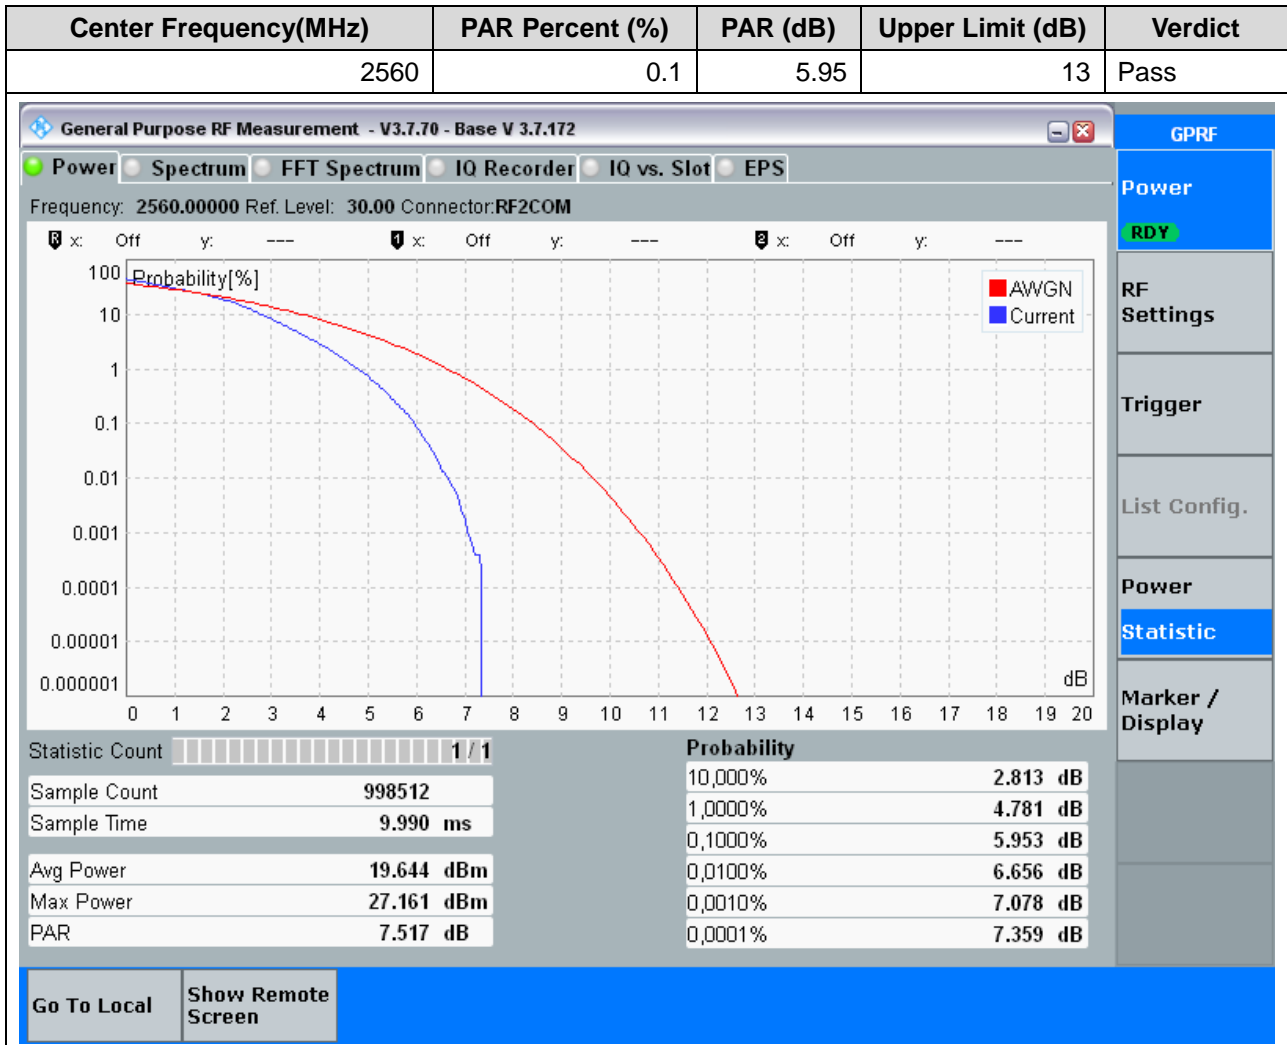 Center Frequency(MHz) PAR Percent (%) PAR (dB) Upper Limit (dB) Verdict
2560 0.1 5.95 13 Pass
General Purpose RF Measurement - V3.7.70 - Base V 3.7.172
GPRF
Power Spectrum FFT Spectrum IQ Recorder IQ vs. Slot EPS
Frequency: 2560.00000 Ref. Level: 30.00 Connector:RF2COM
R x: Off y: --- 1 x: Off y: --- 2 x: Off y: ---
Probability[%]
100
10
1
0.1
0.01
0.001
0.0001
0.00001
0.000001
AWGN
Current
dB
0 1 2 3 4 5 6 7 8 9 10 11 12 13 14 15 16 17 18 19 20
Statistic Count 1 / 1
Sample Count 998512
Sample Time 9.990 ms
Avg Power 19.644 dBm
Max Power 27.161 dBm
PAR 7.517 dB
Probability
10,000% 2.813 dB
1,0000% 4.781 dB
0,1000% 5.953 dB
0,0100% 6.656 dB
0,0010% 7.078 dB
0,0001% 7.359 dB
Power
RDY
RF
Settings
Trigger
List Config.
Power
Statistic
Marker /
Display
Go To Local
Show Remote
Screen